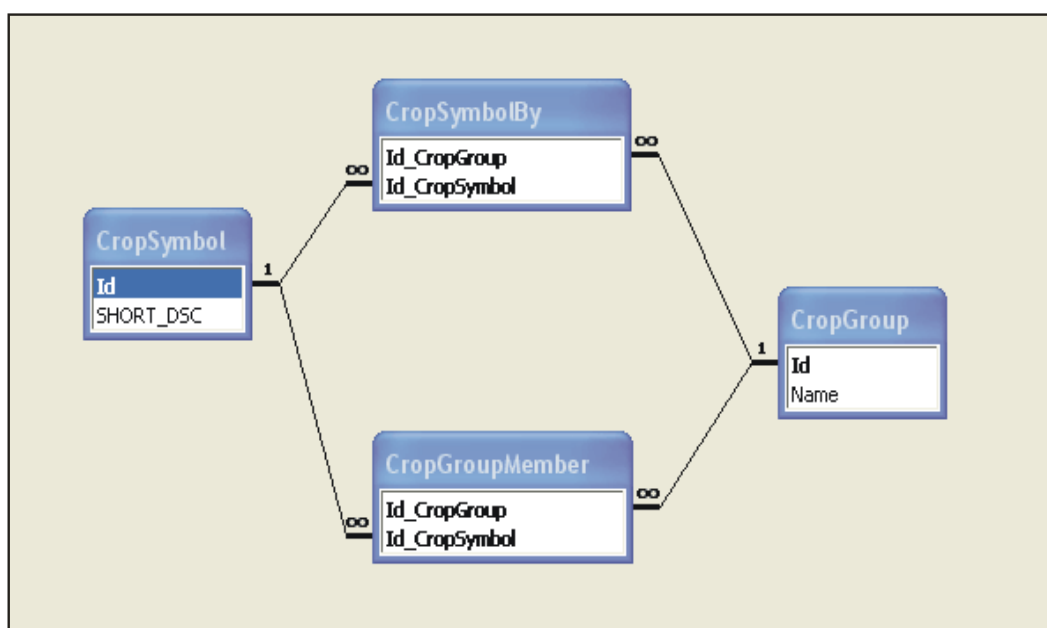 CropSymbolBy
Id_CropGroup
Id_CropSymbol
∞
∞
CropSymbol
Id
SHORT_DSC
1
CropGroup
Id
Name
1
CropGroupMember
Id_CropGroup
Id_CropSymbol
∞
∞